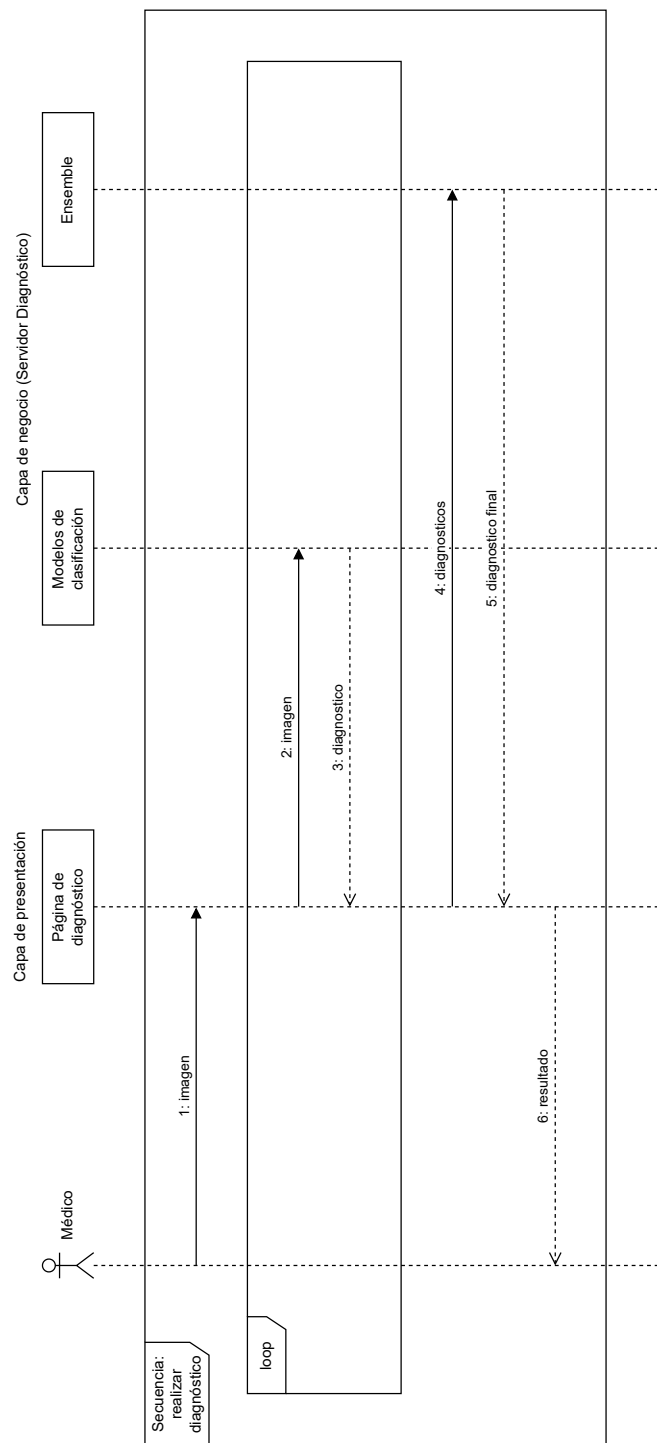 Capa de presentación
Capa de negocio (Servidor Diagnóstico)
Médico
Página de
diagnóstico
Modelos de
clasificación
Ensemble
Secuencia:
realizar
diagnóstico
1: imagen
loop
2: imagen
3: diagnostico
4: diagnosticos
5: diagnostico final
6: resultado